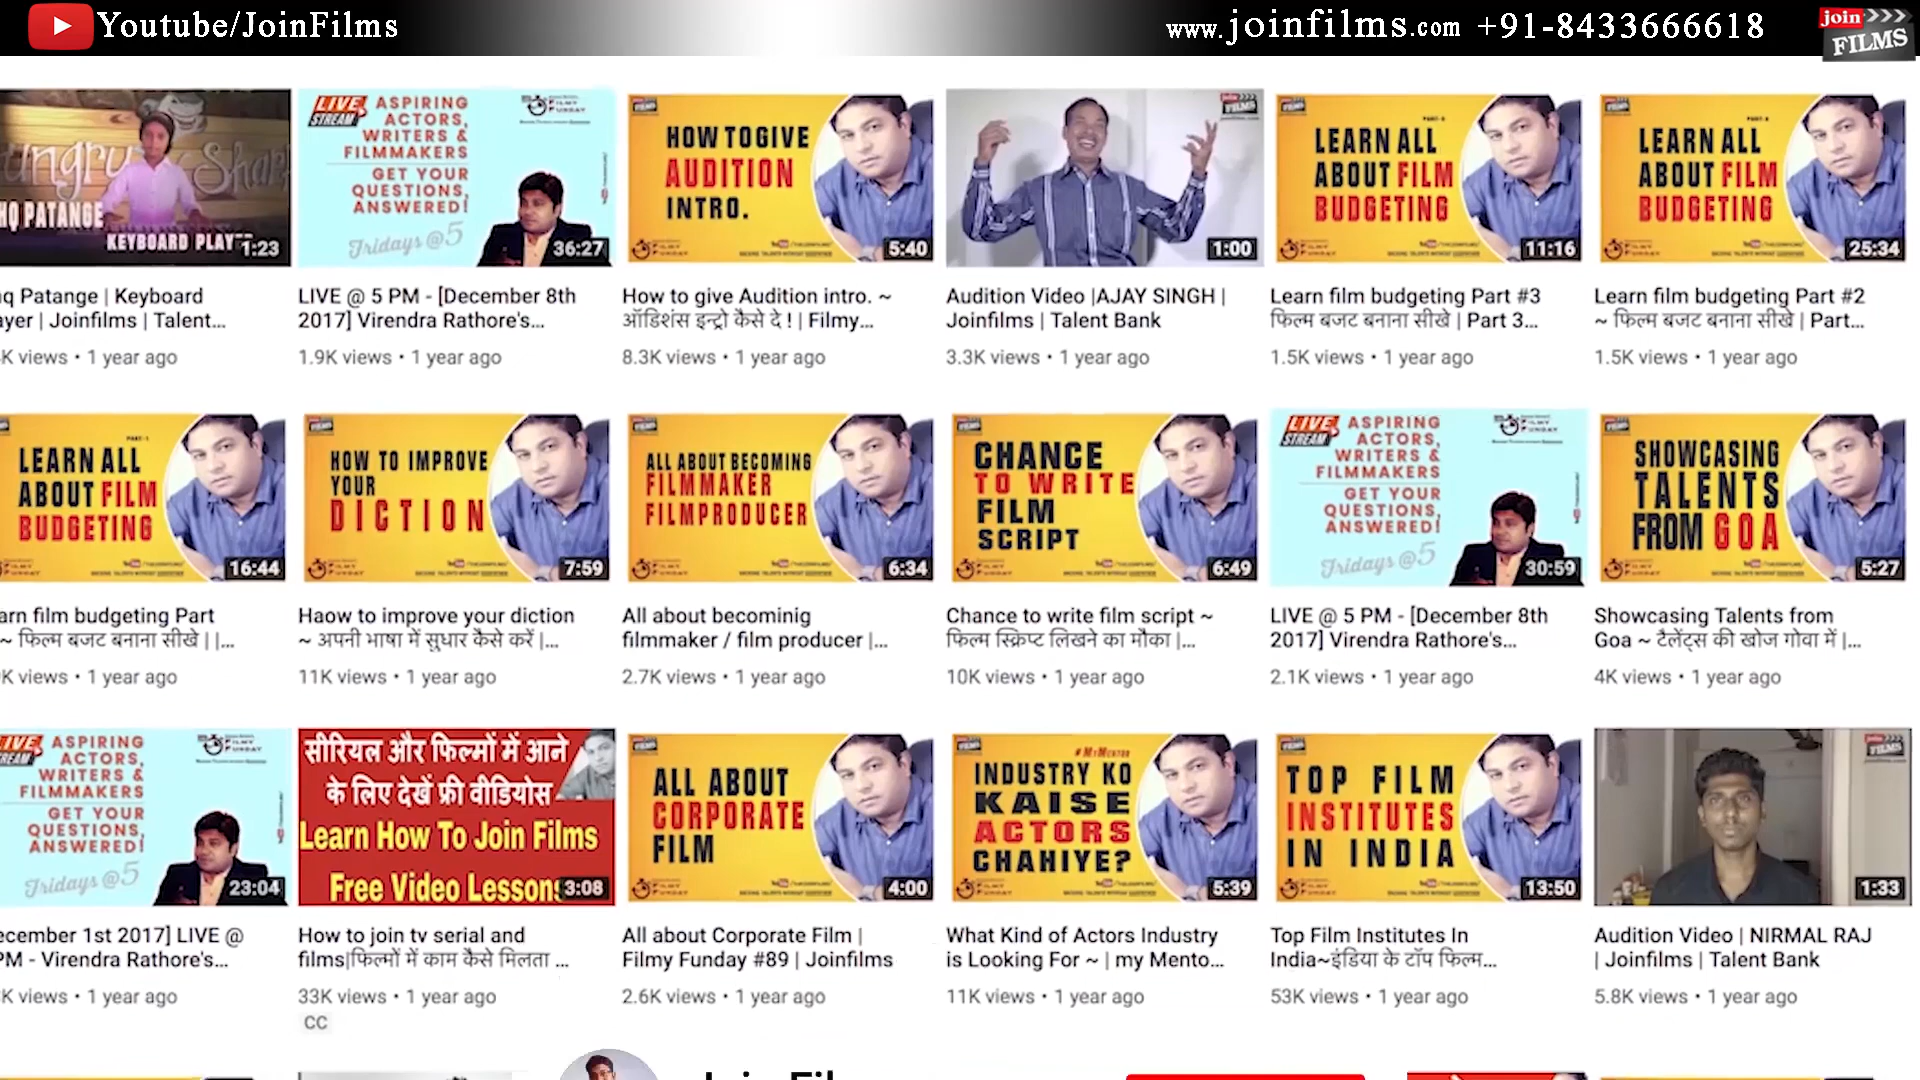 Youtube/JoinFilms
www.joinfilms.com +91-8433666618
join
FILMS
HQ PATANGE
KEYBOARD
1:23
LIVE STREAM
ASPIRING
ACTORS,
WRITERS &
FILMMAKERS
GET YOUR
QUESTIONS,
ANSWERED!
Fridays @5
36:27
HOW TO GIVE
AUDITION
INTRO.
5:40
1:00
LEARN ALL
ABOUT FILM
BUDGETING
11:16
LEARN ALL
ABOUT FILM
BUDGETING
25:34
q Patange | Keyboard
ayer | Joinfilms | Talent...
K views • 1 year ago
LIVE @ 5 PM - [December 8th
2017] Virendra Rathore's...
1.9K views • 1 year ago
How to give Audition intro. ~
ऑडिशंस इन्ट्रो कैसे दे ! | Filmy...
8.3K views • 1 year ago
Audition Video |AJAY SINGH |
Joinfilms | Talent Bank
3.3K views • 1 year ago
Learn film budgeting Part #3
फिल्म बजट बनाना सीखे | Part 3...
1.5K views • 1 year ago
Learn film budgeting Part #2
~ फिल्म बजट बनाना सीखे | Part...
1.5K views • 1 year ago
LEARN ALL
ABOUT FILM
BUDGETING
16:44
HOW TO IMPROVE
YOUR
DICTION
7:59
ALL ABOUT BECOMING
FILMMAKER
FILMPRODUCER
6:34
CHANCE
TO WRITE
FILM
SCRIPT
6:49
LIVE STREAM
ASPIRING
ACTORS,
WRITERS &
FILMMAKERS
GET YOUR
QUESTIONS,
ANSWERED!
Fridays @5
30:59
SHOWCASING
TALENTS
FROM GOA
5:27
arn film budgeting Part
~ फिल्म बजट बनाना सीखे | |...
K views • 1 year ago
Haow to improve your diction
~ अपनी भाषा में सुधार कैसे करें |...
11K views • 1 year ago
All about becominig
filmmaker / film producer |...
2.7K views • 1 year ago
Chance to write film script ~
फिल्म स्क्रिप्ट लिखने का मौका |...
10K views • 1 year ago
LIVE @ 5 PM - [December 8th
2017] Virendra Rathore's...
2.1K views • 1 year ago
Showcasing Talents from
Goa ~ टैलेंट्स की खोज गोवा में |...
4K views • 1 year ago
ASPIRING
ACTORS,
WRITERS &
FILMMAKERS
GET YOUR
QUESTIONS,
ANSWERED!
Fridays @5
23:04
सीरियल और फिल्मों में आने
के लिए देखें फ्री वीडियोस
Learn How To Join Films
Free Video Lessons
3:08
ALL ABOUT
CORPORATE
FILM
4:00
#MyMentor
INDUSTRY KO
KAISE
ACTORS
CHAHIYE?
5:39
TOP FILM
INSTITUTES
IN INDIA
13:50
1:33
ecember 1st 2017] LIVE @
PM - Virendra Rathore's...
K views • 1 year ago
How to join tv serial and
films|फिल्मों में काम कैसे मिलता ...
33K views • 1 year ago
CC
All about Corporate Film |
Filmy Funday #89 | Joinfilms
2.6K views • 1 year ago
What Kind of Actors Industry
is Looking For ~ | my Mento...
11K views • 1 year ago
Top Film Institutes In
India~इंडिया के टॉप फिल्म...
53K views • 1 year ago
Audition Video | NIRMAL RAJ
| Joinfilms | Talent Bank
5.8K views • 1 year ago